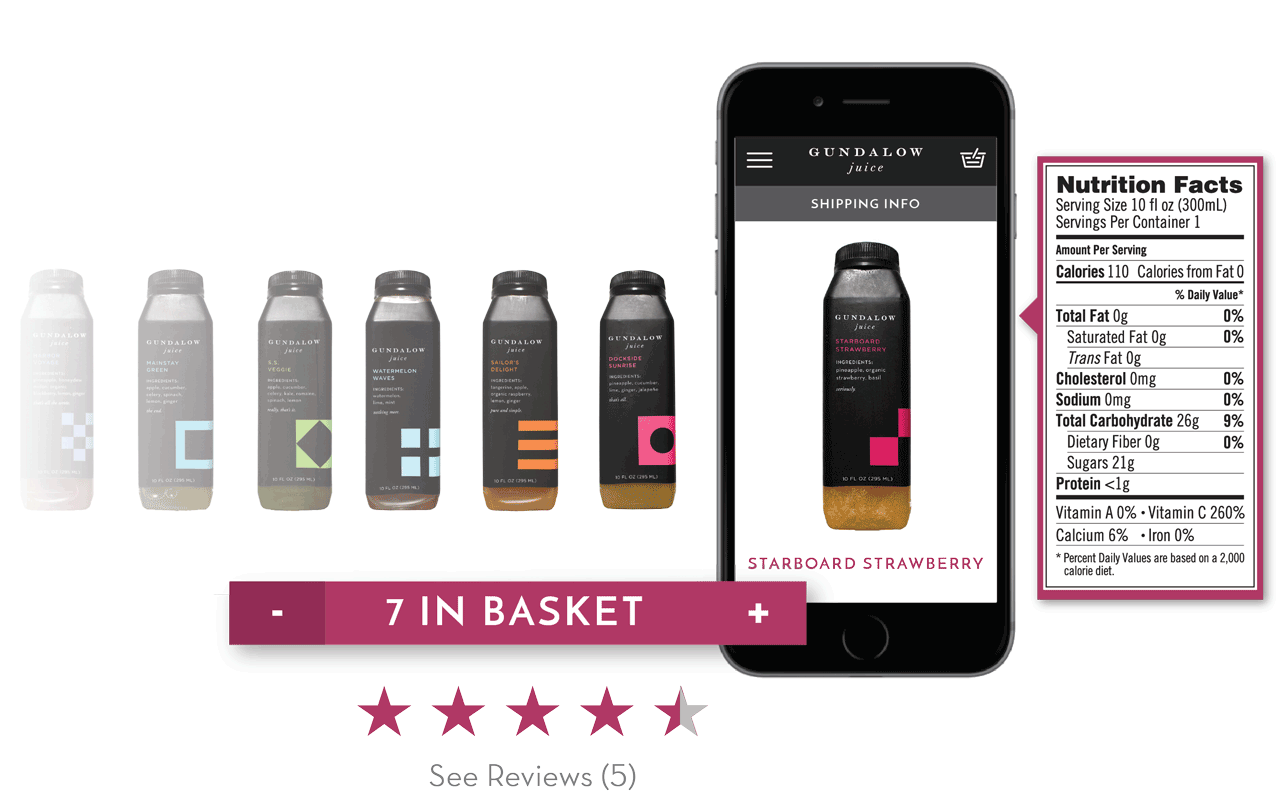 GUNDALOW
juice
MAINSTAY
GREEN
INGREDIENTS:
apple, cucumber,
celery, spinach,
lemon, ginger
the end.
10 FL OZ (295 ML)
GUNDALOW
juice
S.S.
VEGGIE
INGREDIENTS:
apple, cucumber,
celery, kale, romaine,
spinach, lemon
really, that's it.
10 FL OZ (295 ML)
GUNDALOW
juice
WATERMELON
WAVES
INGREDIENTS:
watermelon,
lime, mint
nothing more.
10 FL OZ (295 ML)
GUNDALOW
juice
SAILOR'S
DELIGHT
INGREDIENTS:
tangerine, apple,
organic raspberry,
lemon, ginger
pure and simple.
10 FL OZ (295 ML)
GUNDALOW
juice
DOCKSIDE
SUNRISE
INGREDIENTS:
pineapple, cucumber,
lime, ginger, jalapeño
that's all.
10 FL OZ (295 ML)
GUNDALOW
juice
SHIPPING INFO
GUNDALOW
juice
STARBOARD
STRAWBERRY
INGREDIENTS:
pineapple, organic
strawberry, basil
seriously.
10 FL OZ (295 ML)
STARBOARD STRAWBERRY
- 7 IN BASKET +
See Reviews (5)
Nutrition Facts
Serving Size 10 fl oz (300mL)
Servings Per Container 1
Amount Per Serving
Calories 110 Calories from Fat 0
% Daily Value*
Total Fat 0g 0%
Saturated Fat 0g 0%
Trans Fat 0g
Cholesterol 0mg 0%
Sodium 0mg 0%
Total Carbohydrate 26g 9%
Dietary Fiber 0g 0%
Sugars 21g
Protein <1g
Vitamin A 0% • Vitamin C 260%
Calcium 6% • Iron 0%
* Percent Daily Values are based on a 2,000
calorie diet.